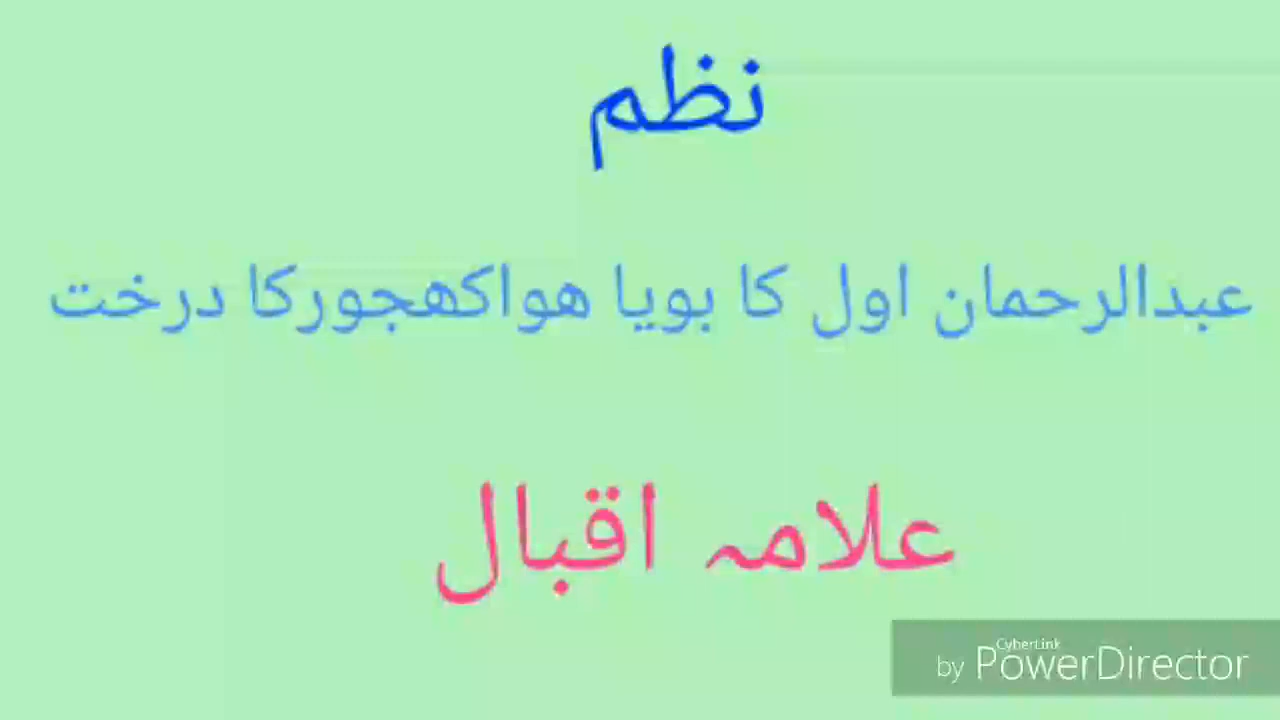 نظم
عبدالرحمان اول کا بویا ھواکھجورکا درخت
علامہ اقبال
CyberLink
by PowerDirector